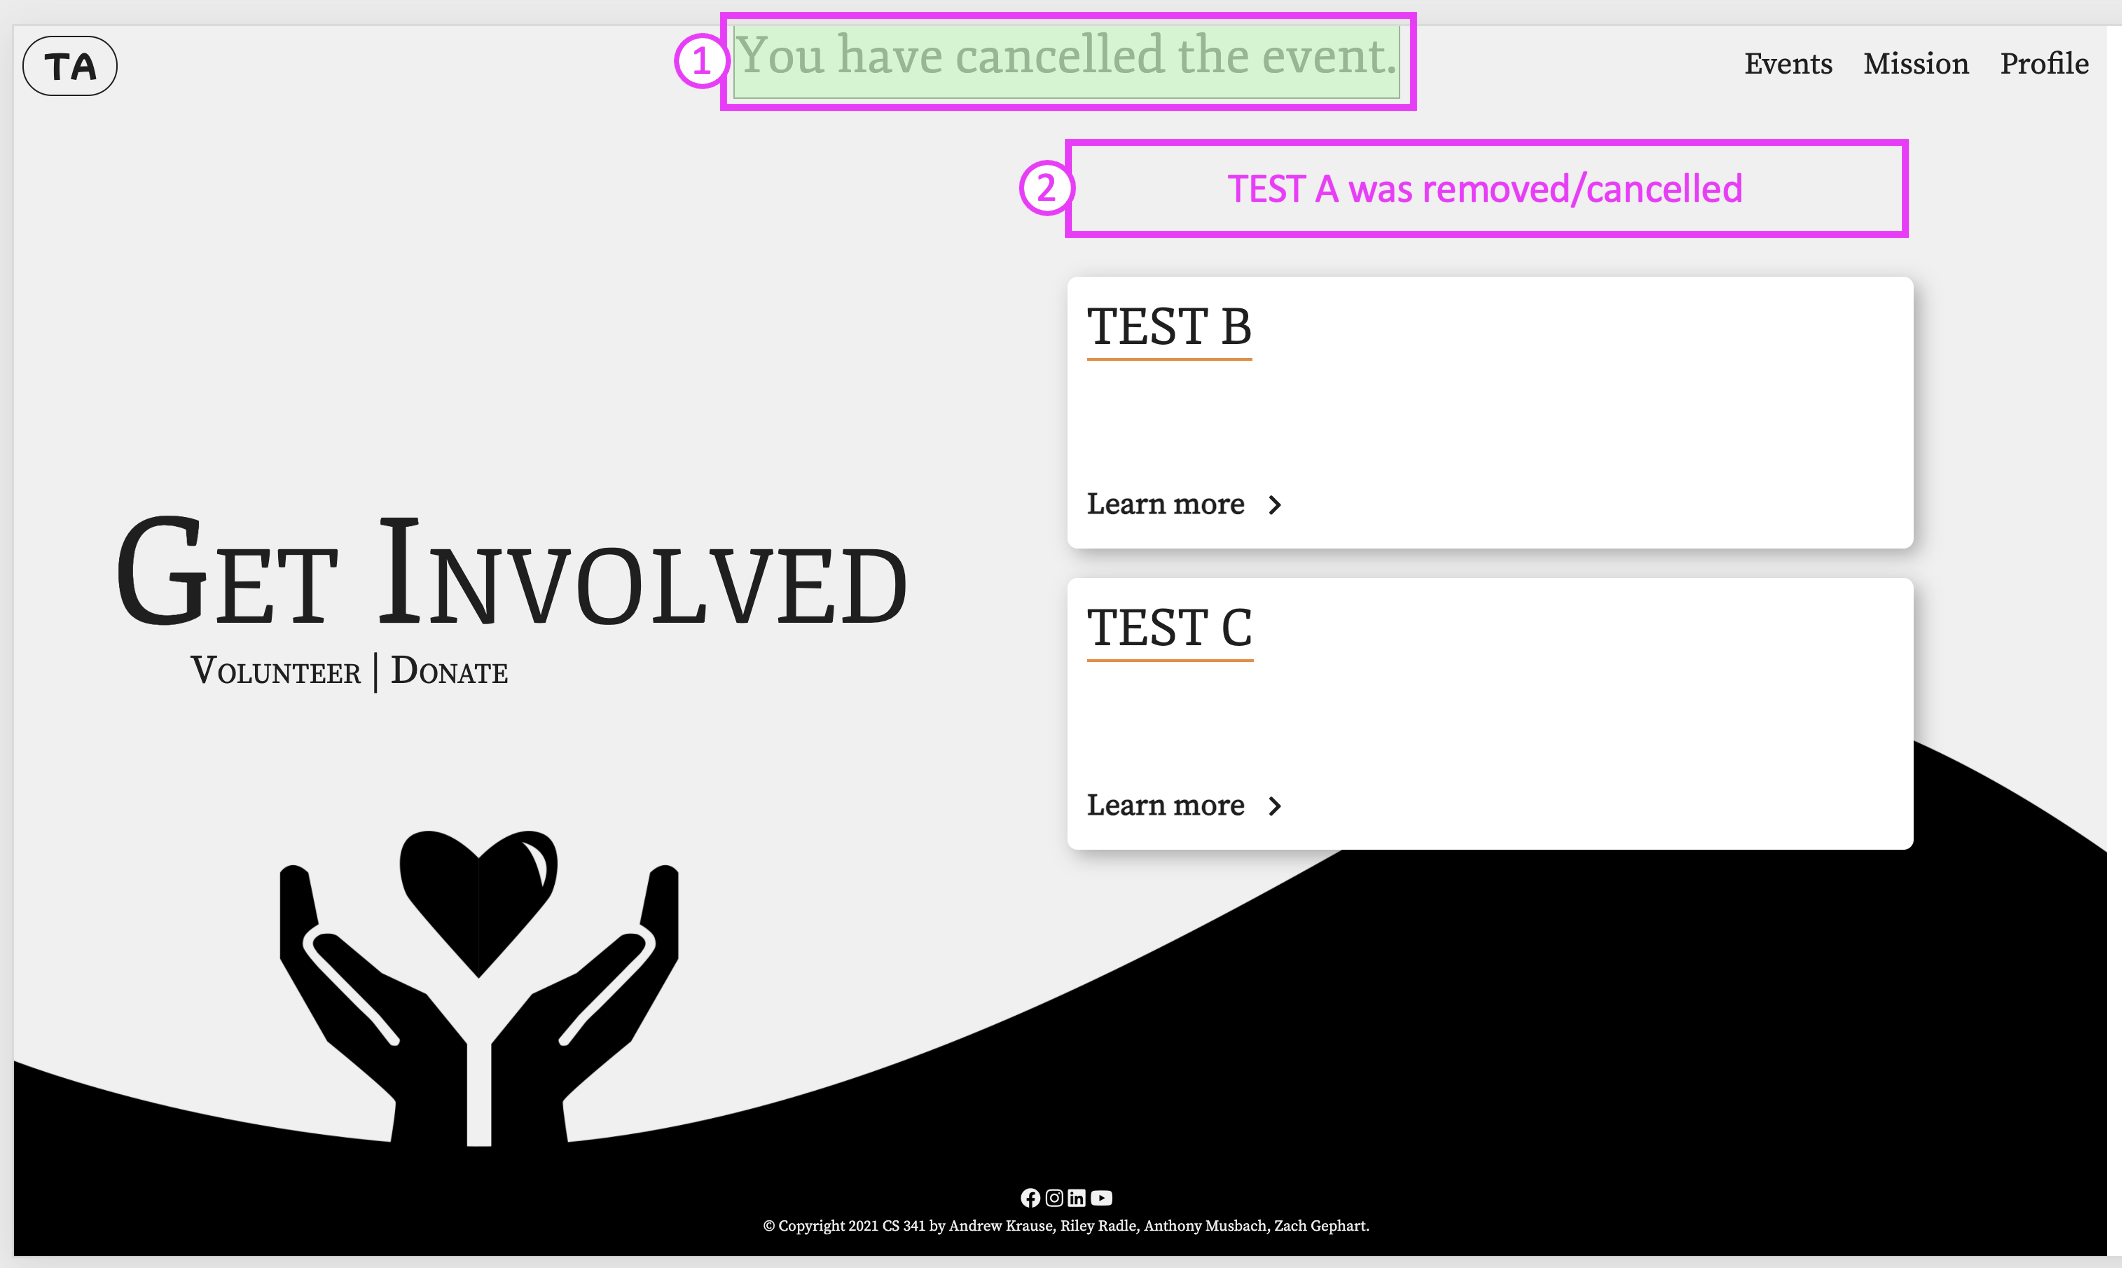 TA
1
You have cancelled the event.
Events Mission Profile
2
TEST A was removed/cancelled
TEST B
Learn more
TEST C
Learn more
GET INVOLVED
VOLUNTEER | DONATE
© Copyright 2021 CS 341 by Andrew Krause, Riley Radle, Anthony Musbach, Zach Gephart.